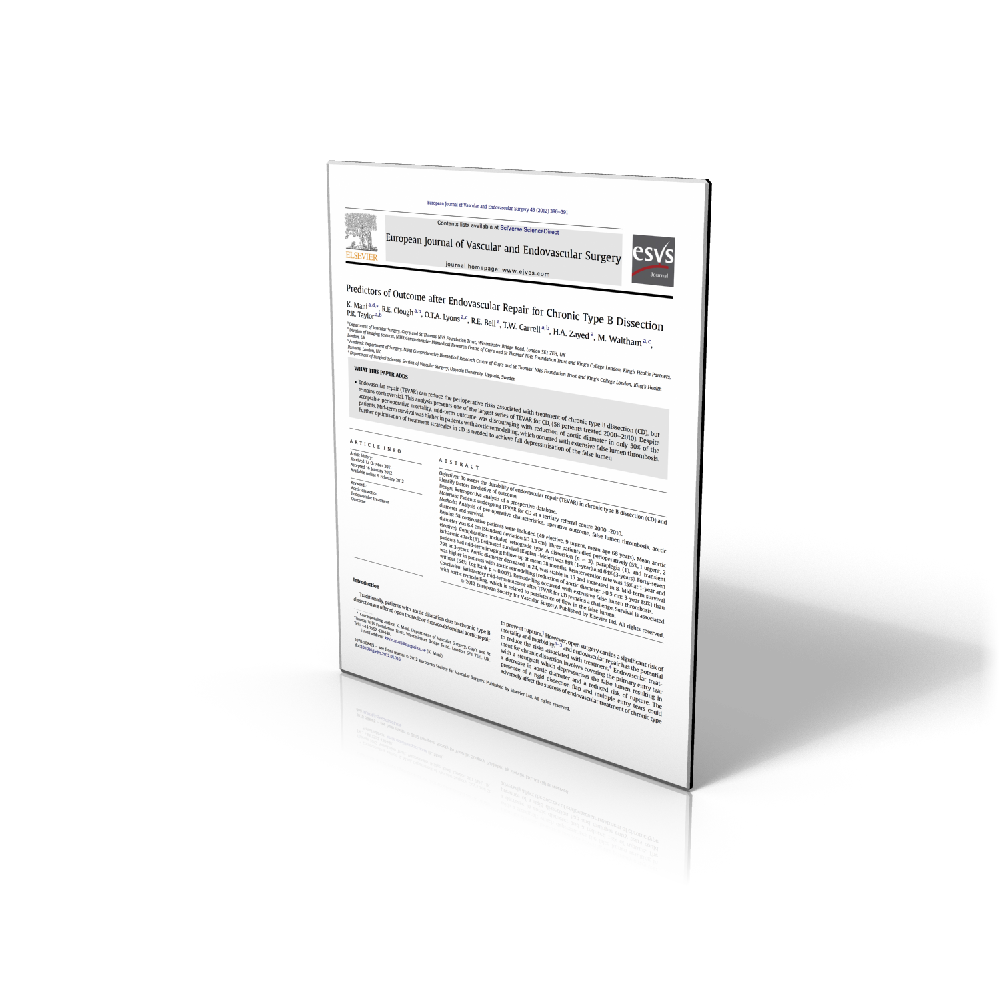 European Journal of Vascular and Endovascular Surgery 43 (2012) 386–391
Contents lists available at SciVerse ScienceDirect
European Journal of Vascular and Endovascular Surgery
journal homepage: www.ejves.com
ELSEVIER
esvs
Journal
Predictors of Outcome after Endovascular Repair for Chronic Type B Dissection
K. Mani a,d,*, R.E. Clough a,b, O.T.A. Lyons a,c, R.E. Bell a, T.W. Carrell a,b, H.A. Zayed a, M. Waltham a,c,
P.R. Taylor a,b
a Department of Vascular Surgery, Guy's and St Thomas NHS Foundation Trust, Westminster Bridge Road, London SE1 7EH, UK
b Division of Imaging Sciences, NIHR Comprehensive Biomedical Research Centre of Guy's and St Thomas' NHS Foundation Trust and King's College London, King's Health Partners,
London, UK
c Academic Department of Surgery, NIHR Comprehensive Biomedical Research Centre of Guy's and St Thomas' NHS Foundation Trust and King's College London, King's Health
Partners, London, UK
d Department of Surgical Sciences, Section of Vascular Surgery, Uppsala University, Uppsala, Sweden
WHAT THIS PAPER ADDS
• Endovascular repair (TEVAR) can reduce the perioperative risks associated with treatment of chronic type B dissection (CD), but
remains controversial. This analysis presents one of the largest series of TEVAR for CD, (58 patients treated 2000–2010). Despite
acceptable perioperative mortality, mid-term outcome was discouraging with reduction of aortic diameter in only 50% of the
patients. Mid-term survival was higher in patients with aortic remodelling, which occurred with extensive false lumen thrombosis.
Further optimisation of treatment strategies in CD is needed to achieve full depressurisation of the false lumen
ARTICLE INFO
Article history:
Received 12 October 2011
Accepted 16 January 2012
Available online 9 February 2012
Keywords:
Aortic dissection
Endovascular treatment
Outcome
ABSTRACT
Objectives: To assess the durability of endovascular repair (TEVAR) in chronic type B dissection (CD) and
identify factors predictive of outcome.
Design: Retrospective analysis of a prospective database.
Materials: Patients undergoing TEVAR for CD at a tertiary referral centre 2000–2010.
Methods: Analysis of pre-operative characteristics, operative outcome, false lumen thrombosis, aortic
diameter and survival.
Results: 58 consecutive patients were included (49 elective, 9 urgent, mean age 66 years). Mean aortic
diameter was 6.4 cm (Standard deviation SD 1.3 cm). Three patients died perioperatively (5%, 1 urgent, 2
elective). Complications included retrograde type A dissection (n = 3), paraplegia (1), and transient
ischaemic attack (1). Estimated survival (Kaplan–Meier) was 89% (1-year) and 64% (3-years). Forty-seven
patients had mid-term imaging follow-up at mean 38 months. Reintervention rate was 15% at 1-year and
29% at 3-years. Aortic diameter decreased in 24, was stable in 15 and increased in 8. Mid-term survival
was higher in patients with aortic remodelling (reduction of aortic diameter >0.5 cm; 3-year 89%) than
without (54%; Log Rank p = 0.005). Remodelling occurred with extensive false lumen thrombosis.
Conclusion: Satisfactory mid-term outcome after TEVAR for CD remains a challenge. Survival is associated
with aortic remodelling, which is related to persistence of flow in the false lumen.
© 2012 European Society for Vascular Surgery. Published by Elsevier Ltd. All rights reserved.
Introduction
Traditionally, patients with aortic dilatation due to chronic type B
dissection are offered open thoracic or thoracoabdominal aortic repair
* Corresponding author. K. Mani, Department of Vascular Surgery, Guy's and St
Thomas NHS Foundation Trust, Westminster Bridge Road, London SE1 7EH, UK.
Tel.: +44 7552 430448.
E-mail address: kevin.mani@surgsci.uu.se (K. Mani).
to prevent rupture.1 However, open surgery carries a significant risk of
mortality and morbidity,1–3 and endovascular repair has the potential
to reduce the risks associated with treatment.4 Endovascular treat-
ment for chronic dissection involves covering the primary entry tear
with a stentgraft which depressurises the false lumen resulting in
a decrease in aortic diameter and a reduced risk of rupture. The
presence of a rigid dissection flap and multiple entry tears could
adversely affect the success of endovascular treatment of chronic type
1078-5884/$ – see front matter © 2012 European Society for Vascular Surgery. Published by Elsevier Ltd. All rights reserved.
doi:10.1016/j.ejvs.2012.01.016